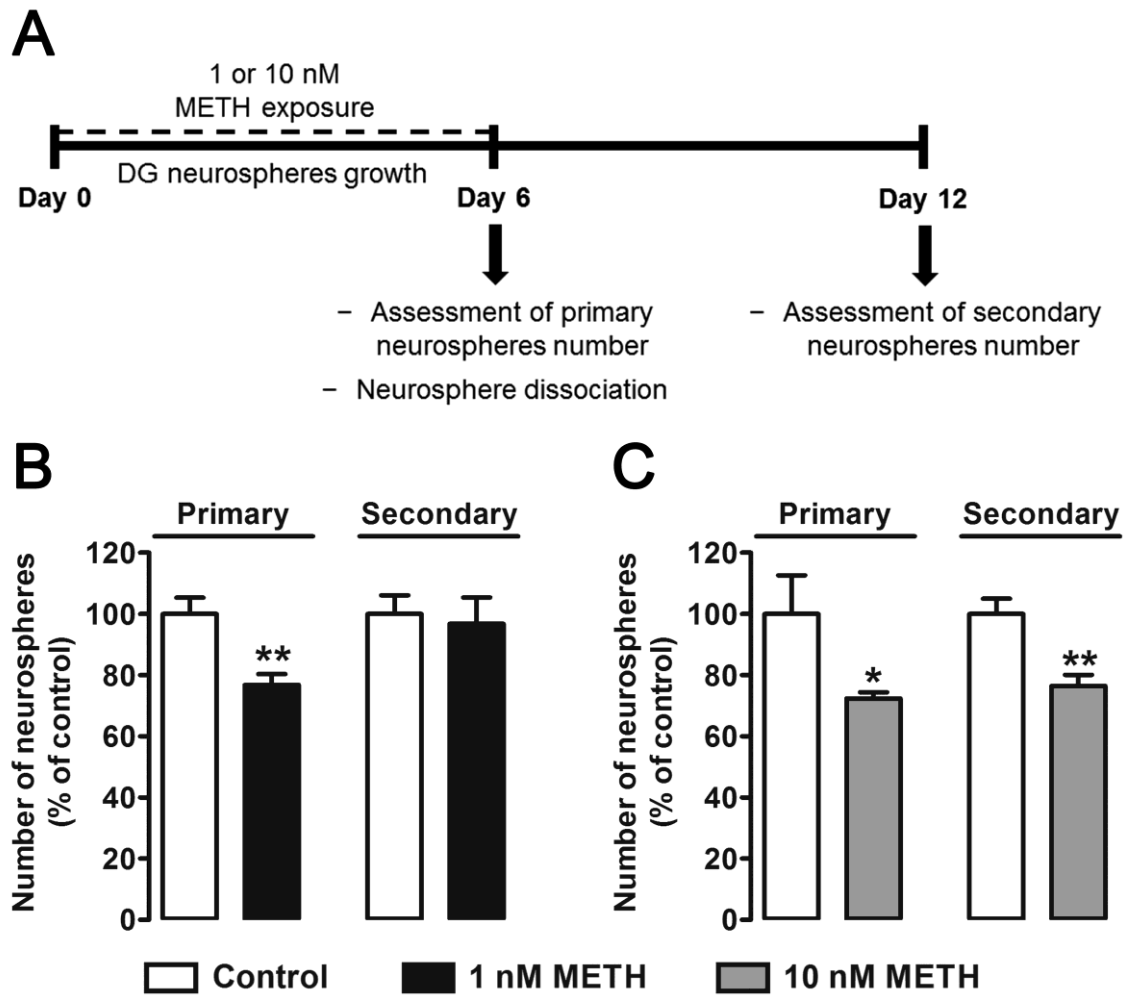 A
1 or 10 nM
METH exposure
DG neurospheres growth
Day 0
Day 6
Day 12
– Assessment of primary
neurospheres number
– Neurosphere dissociation
– Assessment of secondary
neurospheres number
B
Primary
Secondary
Number of neurospheres
(% of control)
120
100
80
60
40
20
0
**
C
Primary
Secondary
Number of neurospheres
(% of control)
120
100
80
60
40
20
0
*
**
Control
1 nM METH
10 nM METH